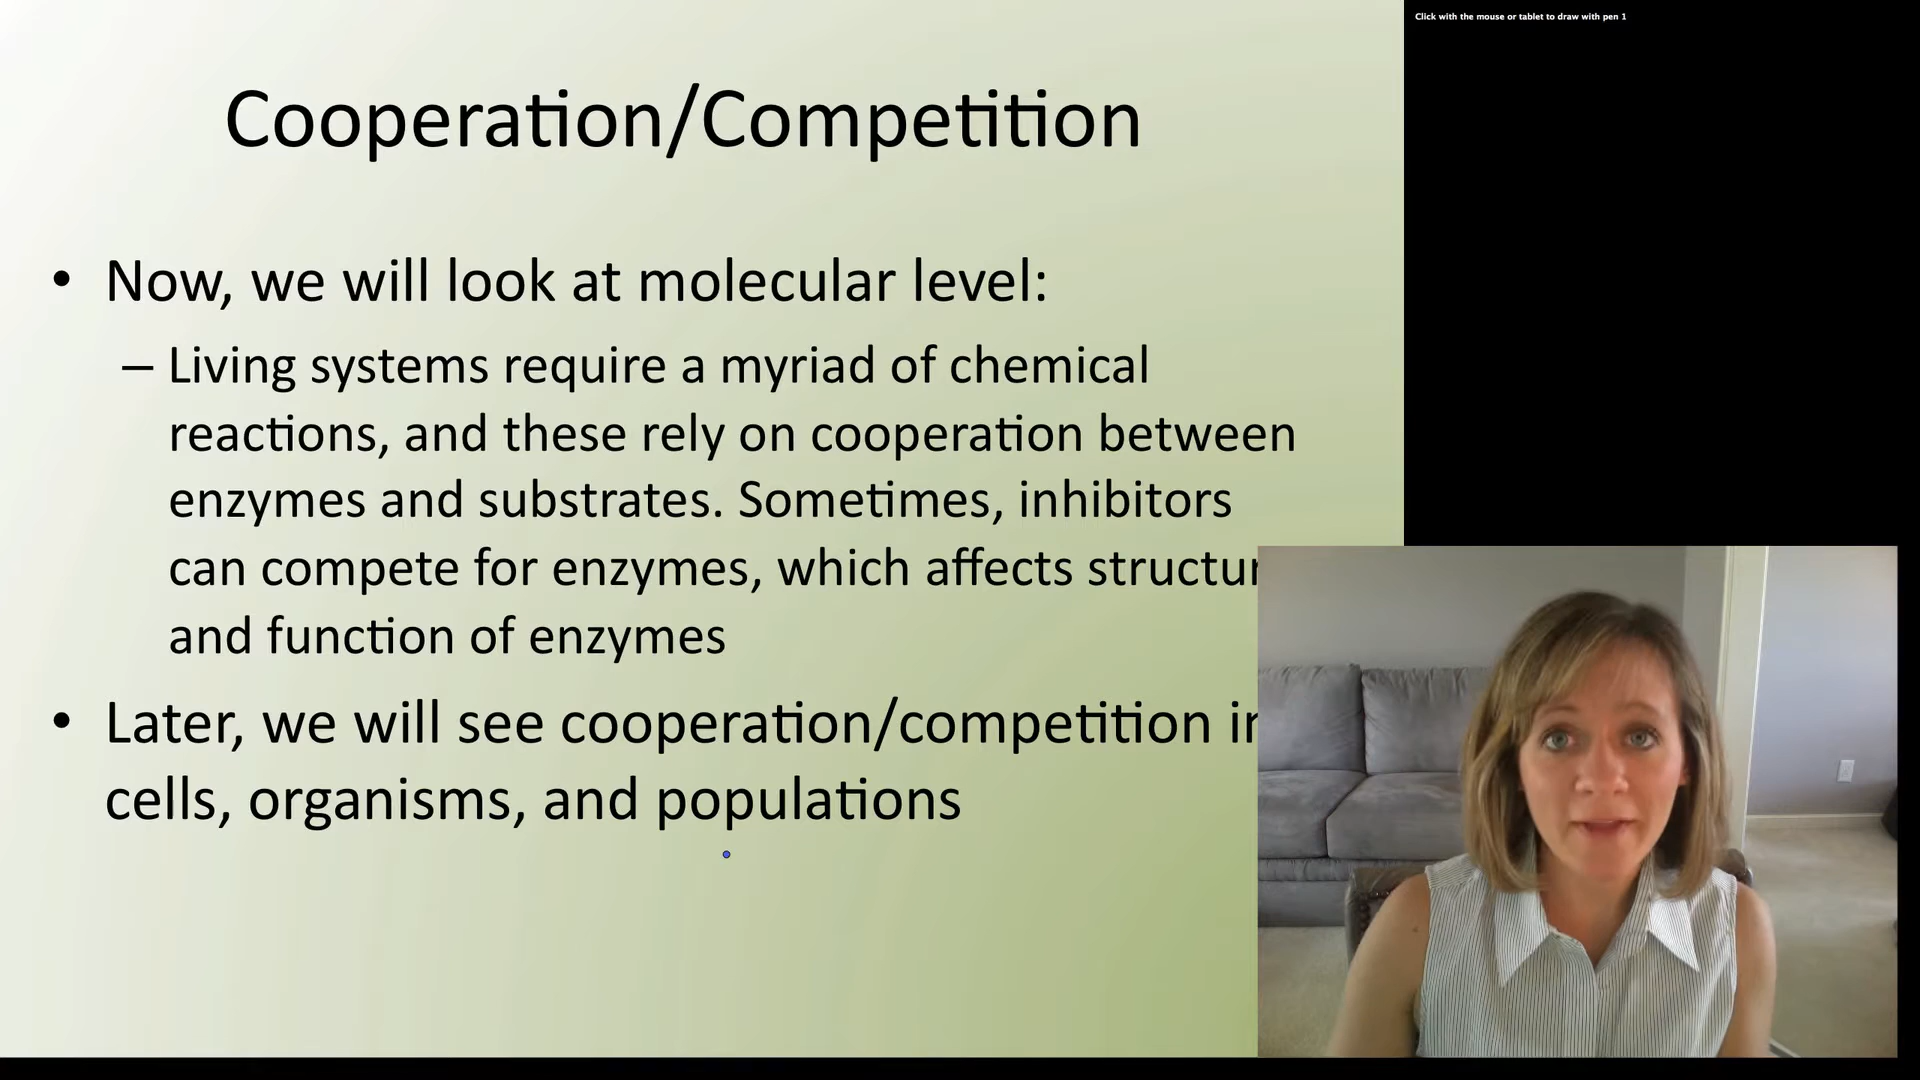 Click with the mouse or tablet to draw with pen 1
Cooperation/Competition
• Now, we will look at molecular level:
– Living systems require a myriad of chemical
reactions, and these rely on cooperation between
enzymes and substrates. Sometimes, inhibitors
can compete for enzymes, which affects structur
and function of enzymes
• Later, we will see cooperation/competition in
cells, organisms, and populations